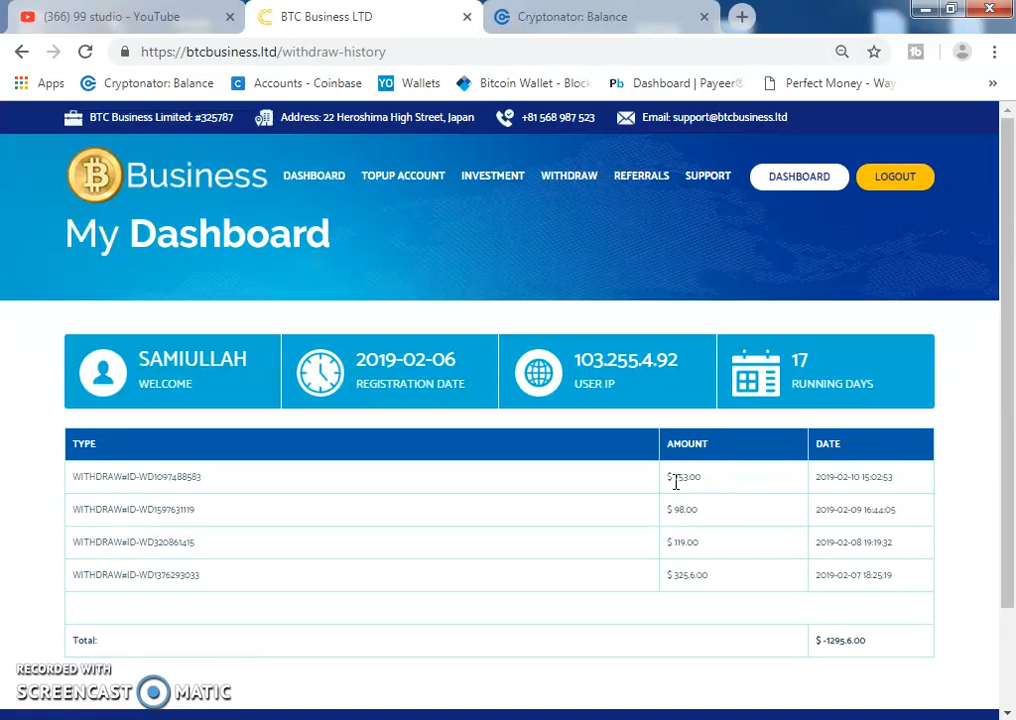 (366) 99 studio - YouTube
BTC Business LTD
Cryptonator: Balance
https://btcbusiness.ltd/withdraw-history
Apps
Cryptonator: Balance
Accounts - Coinbase
Wallets
Bitcoin Wallet - Block
Dashboard | Payeer®
Perfect Money - Way
BTC Business Limited: #325787
Address: 22 Heroshima High Street, Japan
+81 568 987 523
Email: support@btcbusiness.ltd
Business
DASHBOARD
TOPUP ACCOUNT
INVESTMENT
WITHDRAW
REFERRALS
SUPPORT
DASHBOARD
LOGOUT
My Dashboard
SAMIULLAH
WELCOME
2019-02-06
REGISTRATION DATE
103.255.4.92
USER IP
17
RUNNING DAYS
TYPE AMOUNT DATE
WITHDRAW#ID-WD1097488583 2019-02-10 15:02:53
WITHDRAW#ID-WD1597631119 $ 98.00 2019-02-09 16:44:05
WITHDRAW#ID-WD320861415 $ 119.00 2019-02-08 19:19:32
WITHDRAW#ID-WD1376293033 $ 325.6.00 2019-02-07 18:25:19
Total: $ -1295.6.00
RECORDED WITH
SCREENCAST MATIC